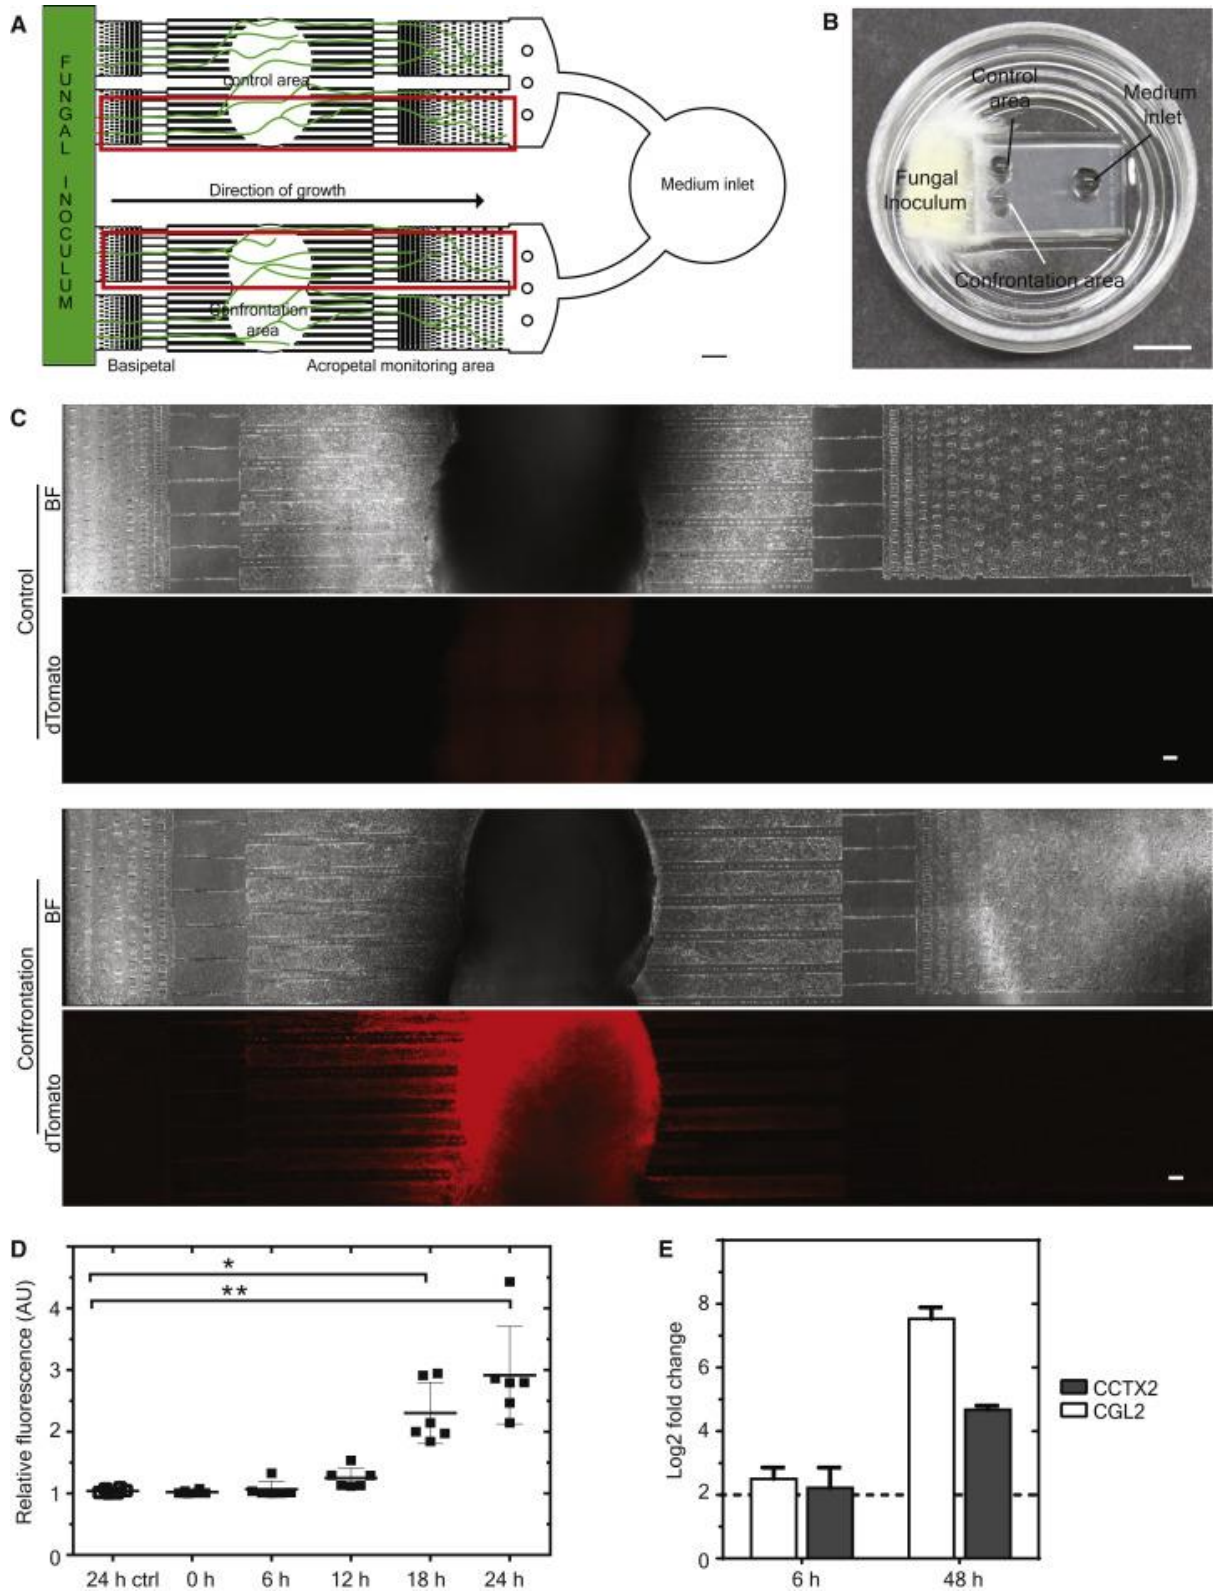 A
FUNGAL INOCULUM
control area
Direction of growth
Medium inlet
Confrontation
area
Basipetal
Acropetal monitoring area
B
Control
area
Medium
inlet
Fungal
Inoculum
Confrontation area
C
Control
BF
dTomato
Confrontation
BF
dTomato
D
Relative fluorescence (AU)
4
3
2
1
0
*
**
24 h ctrl 0 h 6 h 12 h 18 h 24 h
E
Log2 fold change
8
6
4
2
0
6 h 48 h
CCTX2
CGL2